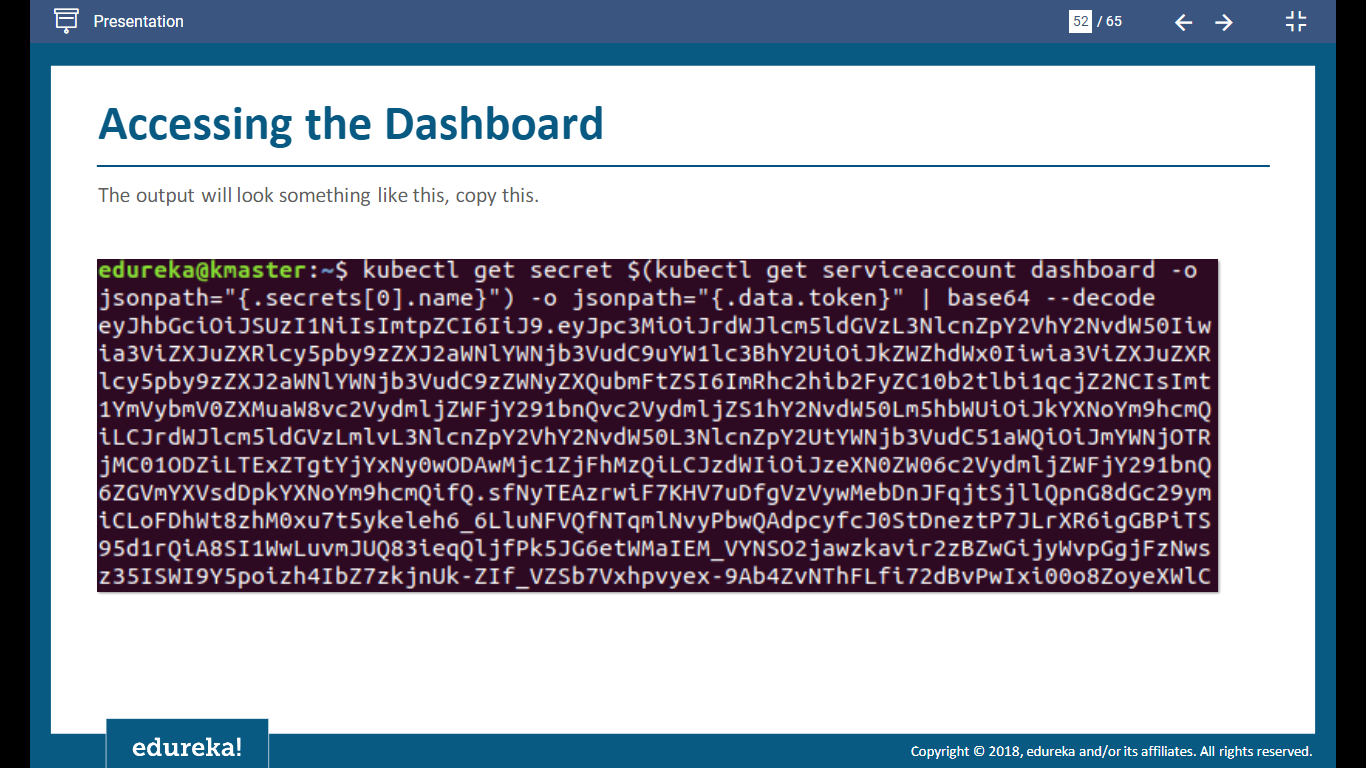 Presentation
52 / 65
Accessing the Dashboard
The output will look something like this, copy this.
edureka@kmaster:~$ kubectl get secret $(kubectl get serviceaccount dashboard -o
jsonpath="{.secrets[0].name}") -o jsonpath="{.data.token}" | base64 --decode
eyJhbGciOiJSUzI1NiIsImtpZCI6IiJ9.eyJpc3MiOiJrdWJlcm5ldGVzL3NlcnZpY2VhY2NvdW50Iiw
ia3ViZXJuZXRlcy5pby9zZXJ2aWNlYWNjb3VudC9uYW1lc3BhY2UiOiJkZWZhdWx0Iiwia3ViZXJuZXR
lcy5pby9zZXJ2aWNlYWNjb3VudC9zZWNyZXQubmFtZSI6ImRhc2hib2FyZC10b2tlbi1qcjZ2NCIsImt
1YmVybmV0ZXMuaW8vc2VydmljZWFjY291bnQvc2VydmljZS1hY2NvdW50Lm5hbWUiOiJkYXNoYm9hcmQ
iLCJrdWJlcm5ldGVzLmlvL3NlcnZpY2VhY2NvdW50L3NlcnZpY2UtYWNjb3VudC51aWQiOiJmYWNjOTR
jMC01ODZiLTExZTgtYjYxNy0wODAwMjc1ZjFhMzQiLCJzdWIiOiJzeXN0ZW06c2VydmljZWFjY291bnQ
6ZGVmYXVsdDpkYXNoYm9hcmQifQ.sfNyTEAzrwiF7KHV7uDfgVzVywMebDnJFqjtSjllQpnG8dGc29ym
iCLoFDhWt8zhM0xu7t5ykeleh6_6LluNFVQfNTqmlNvyPbwQAdpcyfcJ0StDneztP7JLrXR6igGBPiTS
95d1rQiA8SI1WwLuvmJUQ83ieqQljfPk5JG6etWMaIEM_VYNSO2jawzkavir2zBZwGijyWvpGgjFzNws
z35ISWI9Y5poizh4IbZ7zkjnUk-ZIf_VZSb7Vxhpvyex-9Ab4ZvNThFLfi72dBvPwIxi00o8ZoyeXWlC
edureka!
Copyright © 2018, edureka and/or its affiliates. All rights reserved.